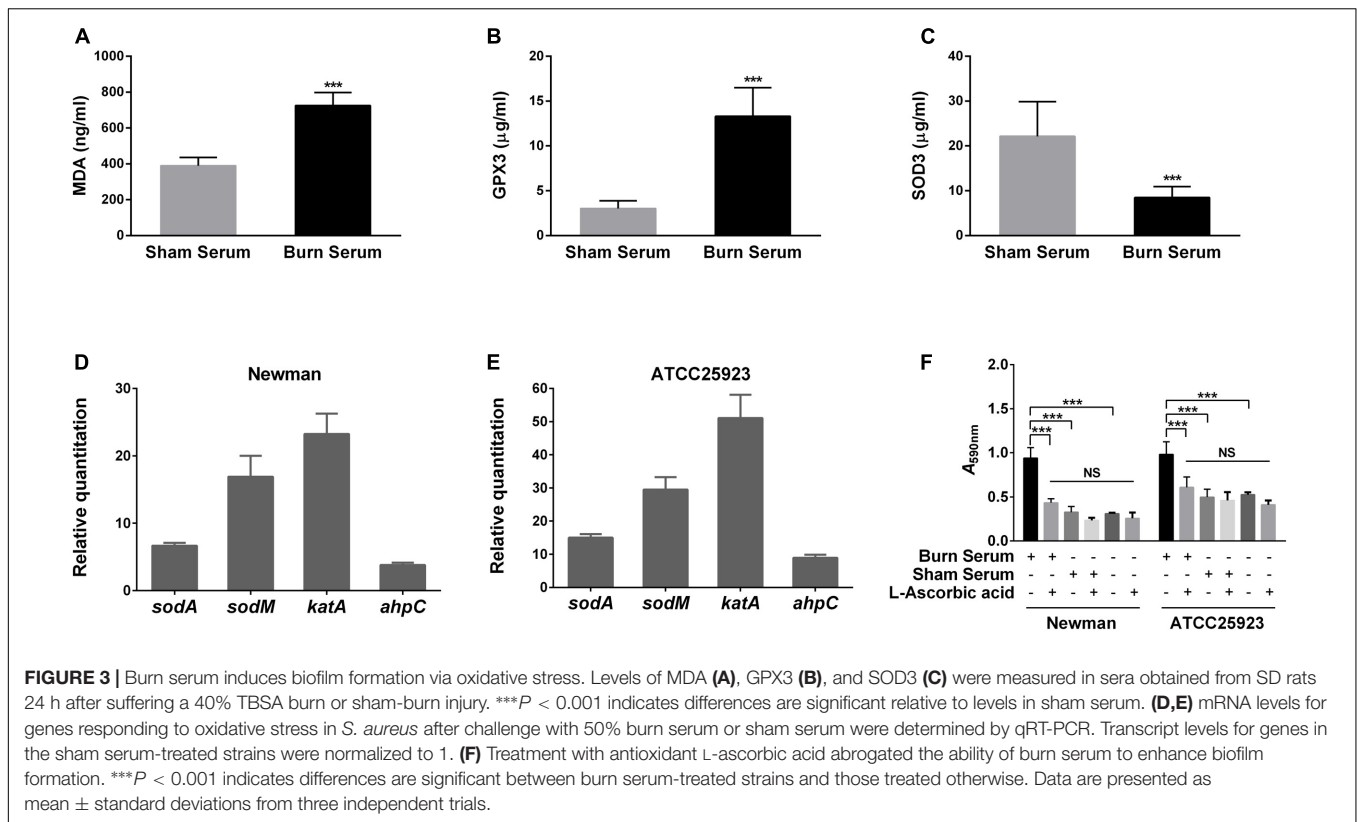 A
B
C
1000
800
600
400
200
0
MDA (ng/ml)
***
Sham Serum
Burn Serum
20
15
10
5
0
GPX3 (µg/ml)
***
Sham Serum
Burn Serum
40
30
20
10
0
SOD3 (µg/ml)
***
Sham Serum
Burn Serum
D
Newman
30
20
10
0
Relative quantitation
sodA sodM katA ahpC
E
ATCC25923
60
50
40
30
20
10
0
Relative quantitation
sodA sodM katA ahpC
F
2.0
1.5
1.0
0.5
0.0
A590nm
***
***
***
NS
***
***
***
NS
Burn Serum + + - - - - + + - - - -
Sham Serum - - + + - - - - + + - -
L-Ascorbic acid - + - + - + - + - + - +
Newman
ATCC25923
FIGURE 3 | Burn serum induces biofilm formation via oxidative stress. Levels of MDA (A), GPX3 (B), and SOD3 (C) were measured in sera obtained from SD rats
24 h after suffering a 40% TBSA burn or sham-burn injury. ***P < 0.001 indicates differences are significant relative to levels in sham serum. (D,E) mRNA levels for
genes responding to oxidative stress in S. aureus after challenge with 50% burn serum or sham serum were determined by qRT-PCR. Transcript levels for genes in
the sham serum-treated strains were normalized to 1. (F) Treatment with antioxidant L-ascorbic acid abrogated the ability of burn serum to enhance biofilm
formation. ***P < 0.001 indicates differences are significant between burn serum-treated strains and those treated otherwise. Data are presented as
mean ± standard deviations from three independent trials.